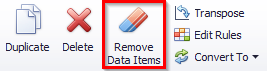 Duplicate
Delete
Remove
Data Items
Transpose
Edit Rules
Convert To